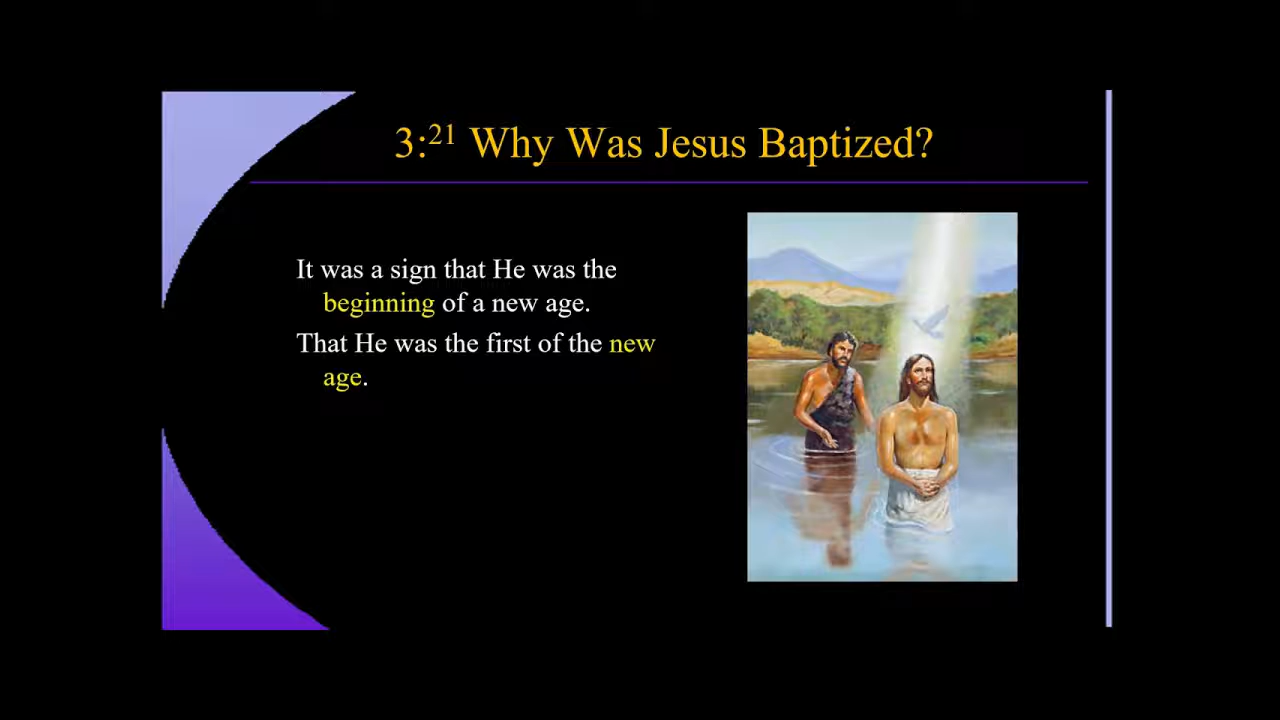 3:21 Why Was Jesus Baptized?
It was a sign that He was the
beginning of a new age.
That He was the first of the new
age.